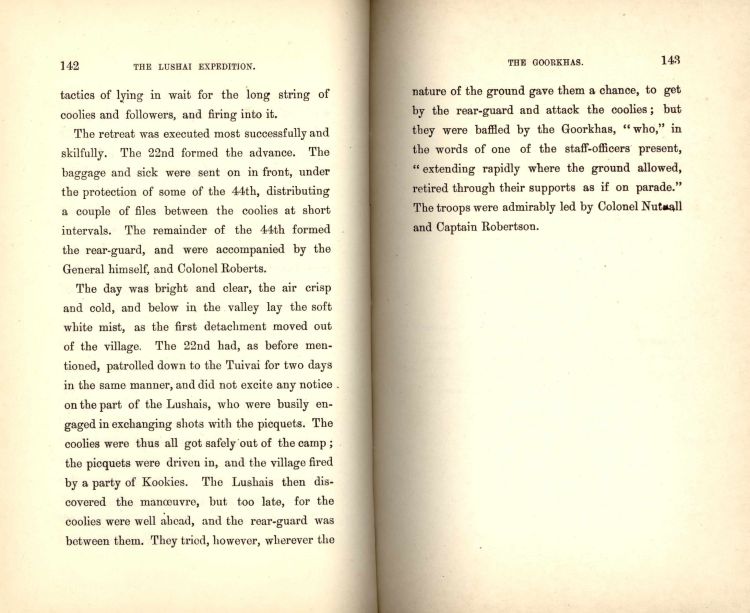 142 THE LUSHAI EXPEDITION.
tactics of lying in wait for the long string of
coolies and followers, and firing into it.
The retreat was executed most successfully and
skilfully. The 22nd formed the advance. The
baggage and sick were sent on in front, under
the protection of some of the 44th, distributing
a couple of files between the coolies at short
intervals. The remainder of the 44th formed
the rear-guard, and were accompanied by the
General himself, and Colonel Roberts.
The day was bright and clear, the air crisp
and cold, and below in the valley lay the soft
white mist, as the first detachment moved out
of the village. The 22nd had, as before men-
tioned, patrolled down to the Tuivai for two days
in the same manner, and did not excite any notice
on the part of the Lushais, who were busily en-
gaged in exchanging shots with the picquets. The
coolies were thus all got safely out of the camp;
the picquets were driven in, and the village fired
by a party of Kookies. The Lushais then dis-
covered the manœuvre, but too late, for the
coolies were well ahead, and the rear-guard was
between them. They tried, however, wherever the
THE GOORKHAS. 143
nature of the ground gave them a chance, to get
by the rear-guard and attack the coolies; but
they were baffled by the Goorkhas, "who," in
the words of one of the staff-officers present,
"extending rapidly where the ground allowed,
retired through their supports as if on parade."
The troops were admirably led by Colonel Nuttall
and Captain Robertson.